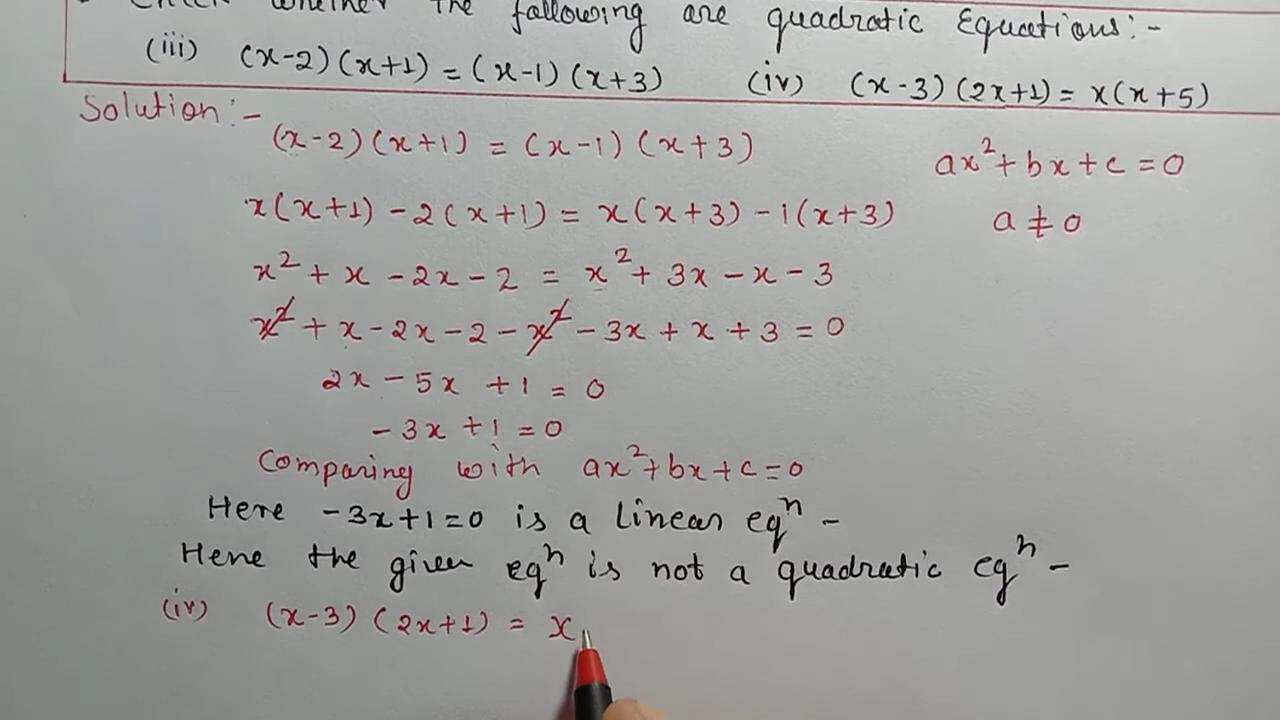 whether the following are quadratic Equations:-
(iii) (x-2)(x+1) = (x-1)(x+3) (iv) (x-3)(2x+1) = x(x+5)
Solution:-
(x-2)(x+1) = (x-1)(x+3)
ax²+bx+c=0
x(x+1)-2(x+1) = x(x+3)-1(x+3)
a≠0
x²+x-2x-2 = x²+3x-x-3
x²+x-2x-2-x²-3x+x+3=0
2x-5x+1=0
-3x+1=0
Comparing with ax²+bx+c=0
Here -3x+1=0 is a linear eqⁿ-
Hene the given eqⁿ is not a quadratic eqⁿ-
(iv) (x-3)(2x+1) = x